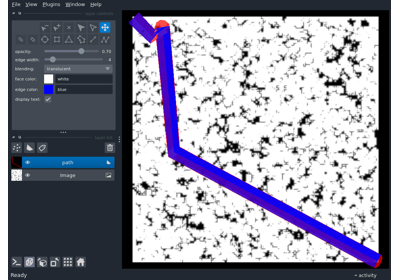 File View Plugins Window Help
opacity: 0.70
edge width: 4
blending: translucent
face color: white
edge color: blue
display text: ✓
path
Image
Ready
activity